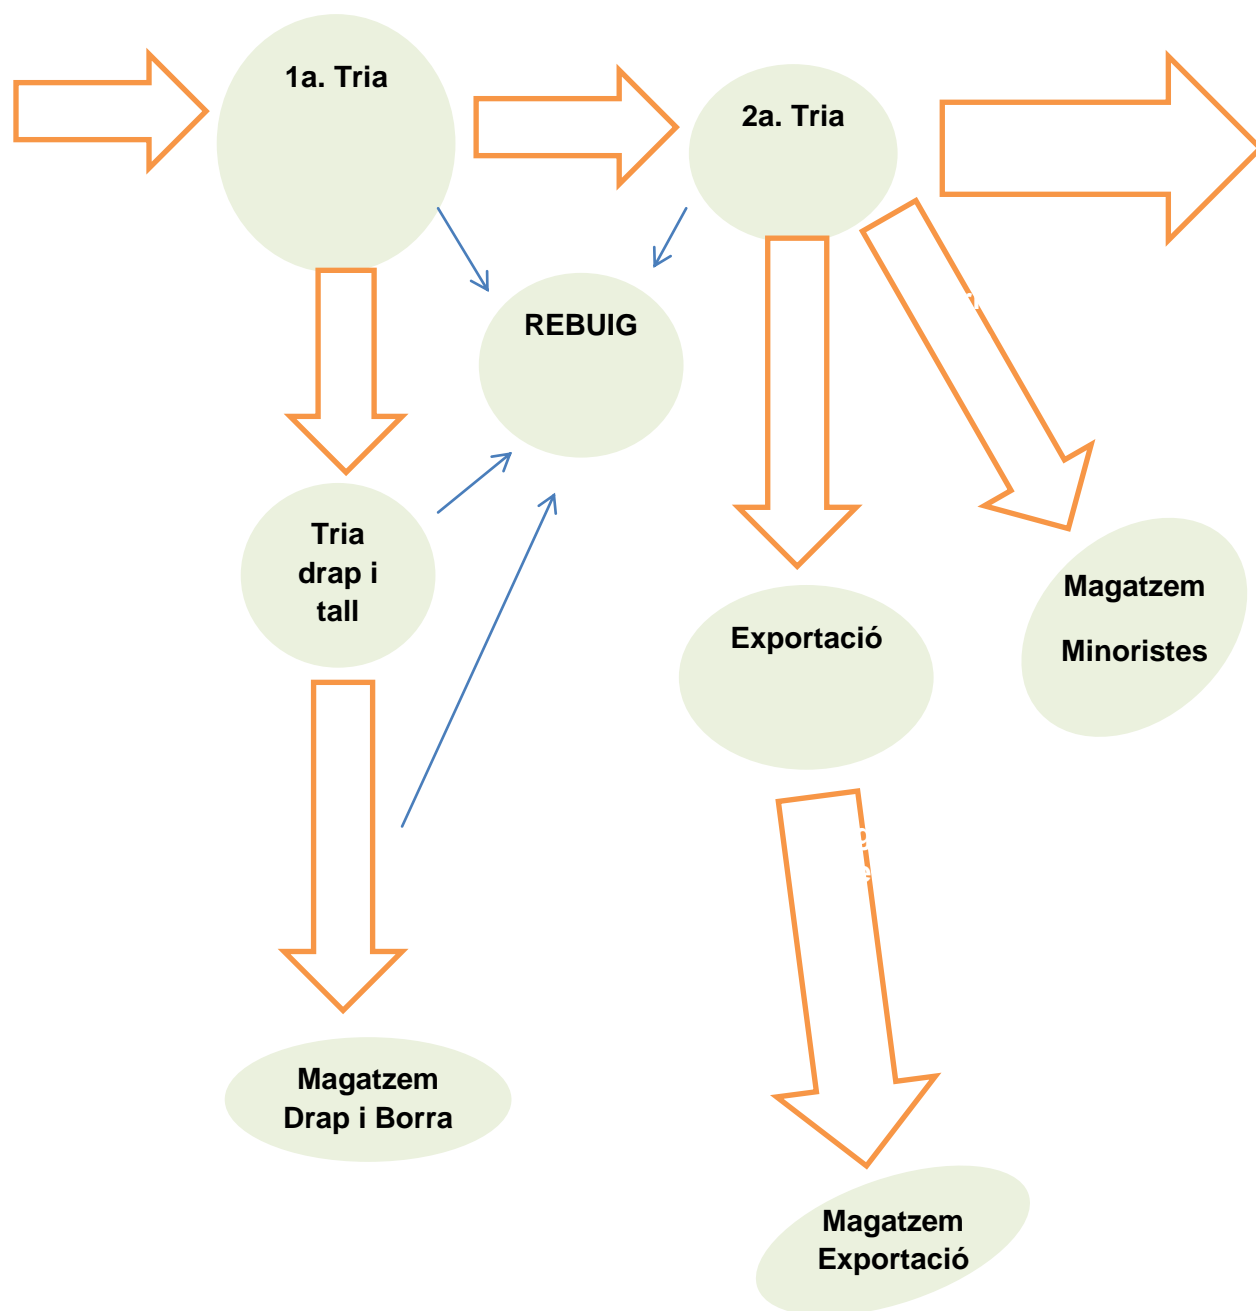 1a. Tria
2a. Tria
REBUIG
Tria
drap i
tall
Exportació
Magatzem
Minoristes
Magatzem
Drap i Borra
Magatzem
Exportació